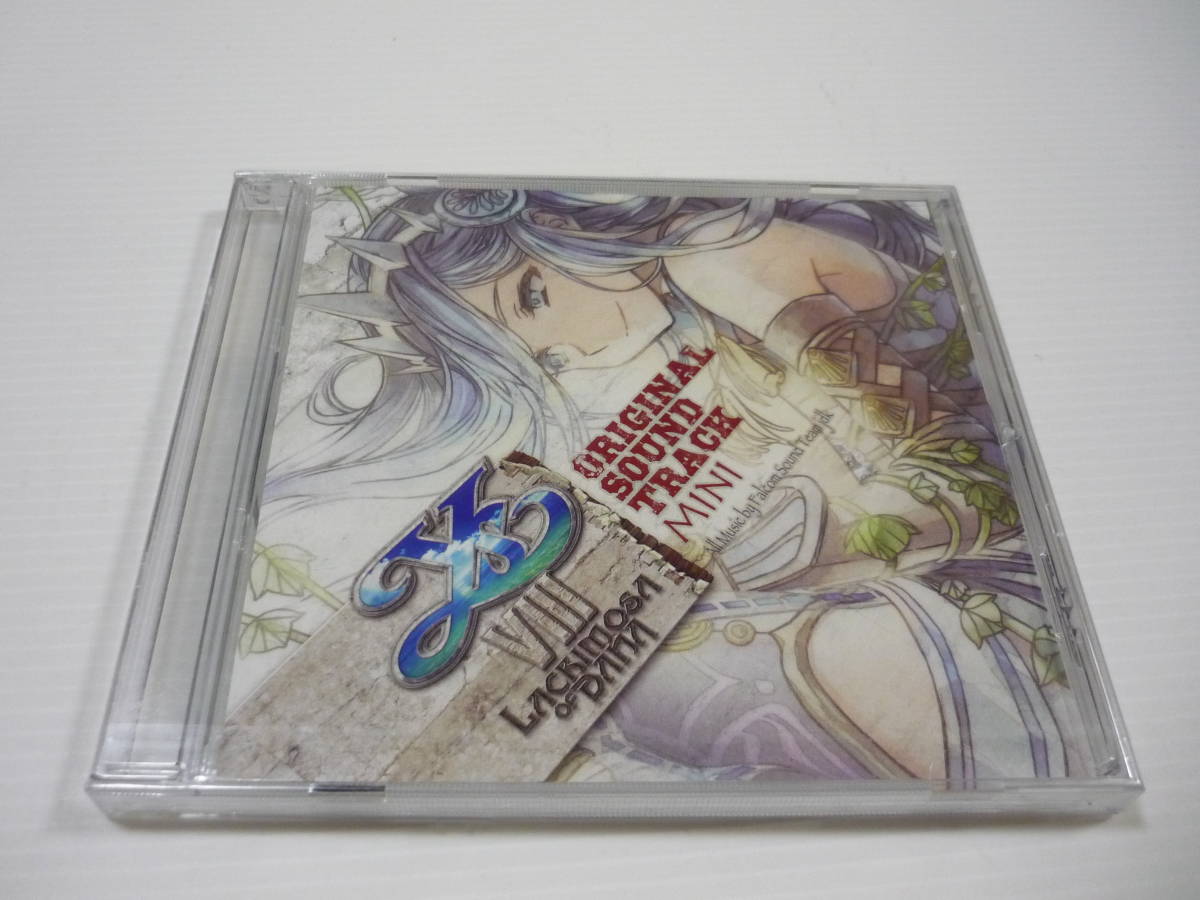 ORIGINAL
SOUND
TRACK
MINI
All Music by Falcom Sound Team jdk
Ys
VIII
LACRIMOSA
OF DANA